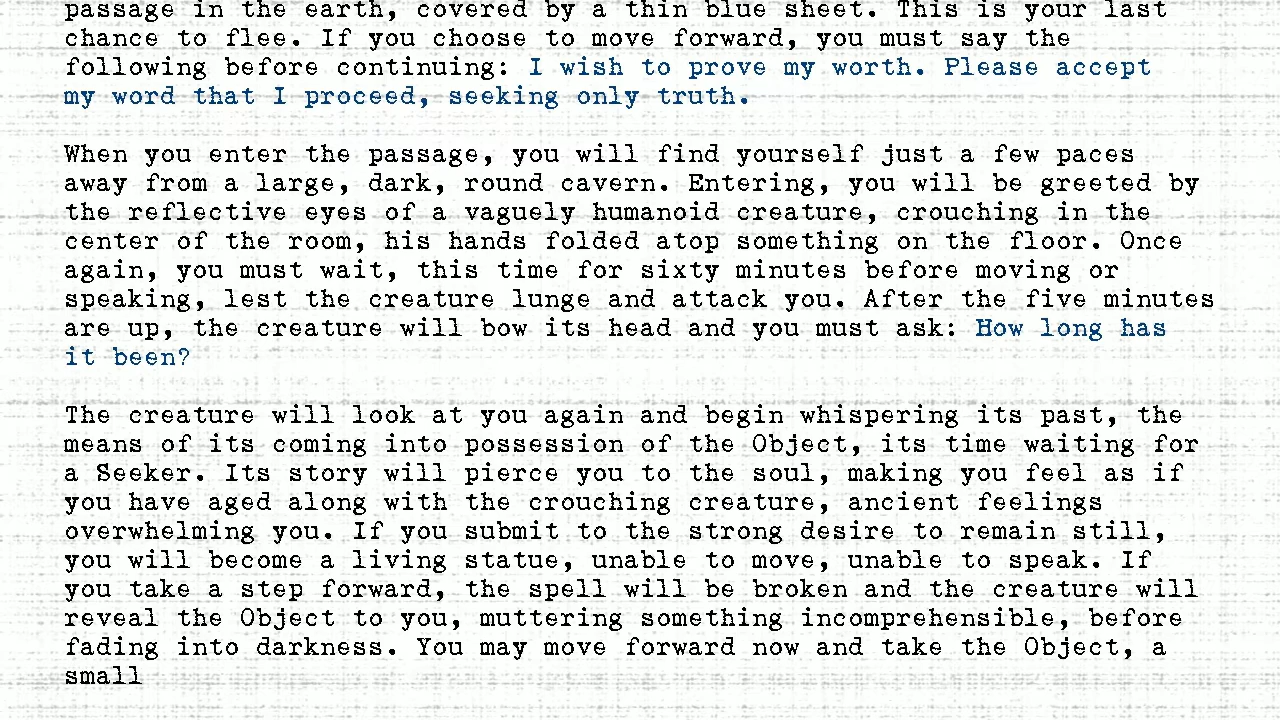 passage in the earth, covered by a thin blue sheet. This is your last
chance to flee. If you choose to move forward, you must say the
following before continuing: I wish to prove my worth. Please accept
my word that I proceed, seeking only truth.
When you enter the passage, you will find yourself just a few paces
away from a large, dark, round cavern. Entering, you will be greeted by
the reflective eyes of a vaguely humanoid creature, crouching in the
center of the room, his hands folded atop something on the floor. Once
again, you must wait, this time for sixty minutes before moving or
speaking, lest the creature lunge and attack you. After the five minutes
are up, the creature will bow its head and you must ask: How long has
it been?
The creature will look at you again and begin whispering its past, the
means of its coming into possession of the Object, its time waiting for
a Seeker. Its story will pierce you to the soul, making you feel as if
you have aged along with the crouching creature, ancient feelings
overwhelming you. If you submit to the strong desire to remain still,
you will become a living statue, unable to move, unable to speak. If
you take a step forward, the spell will be broken and the creature will
reveal the Object to you, muttering something incomprehensible, before
fading into darkness. You may move forward now and take the Object, a
small